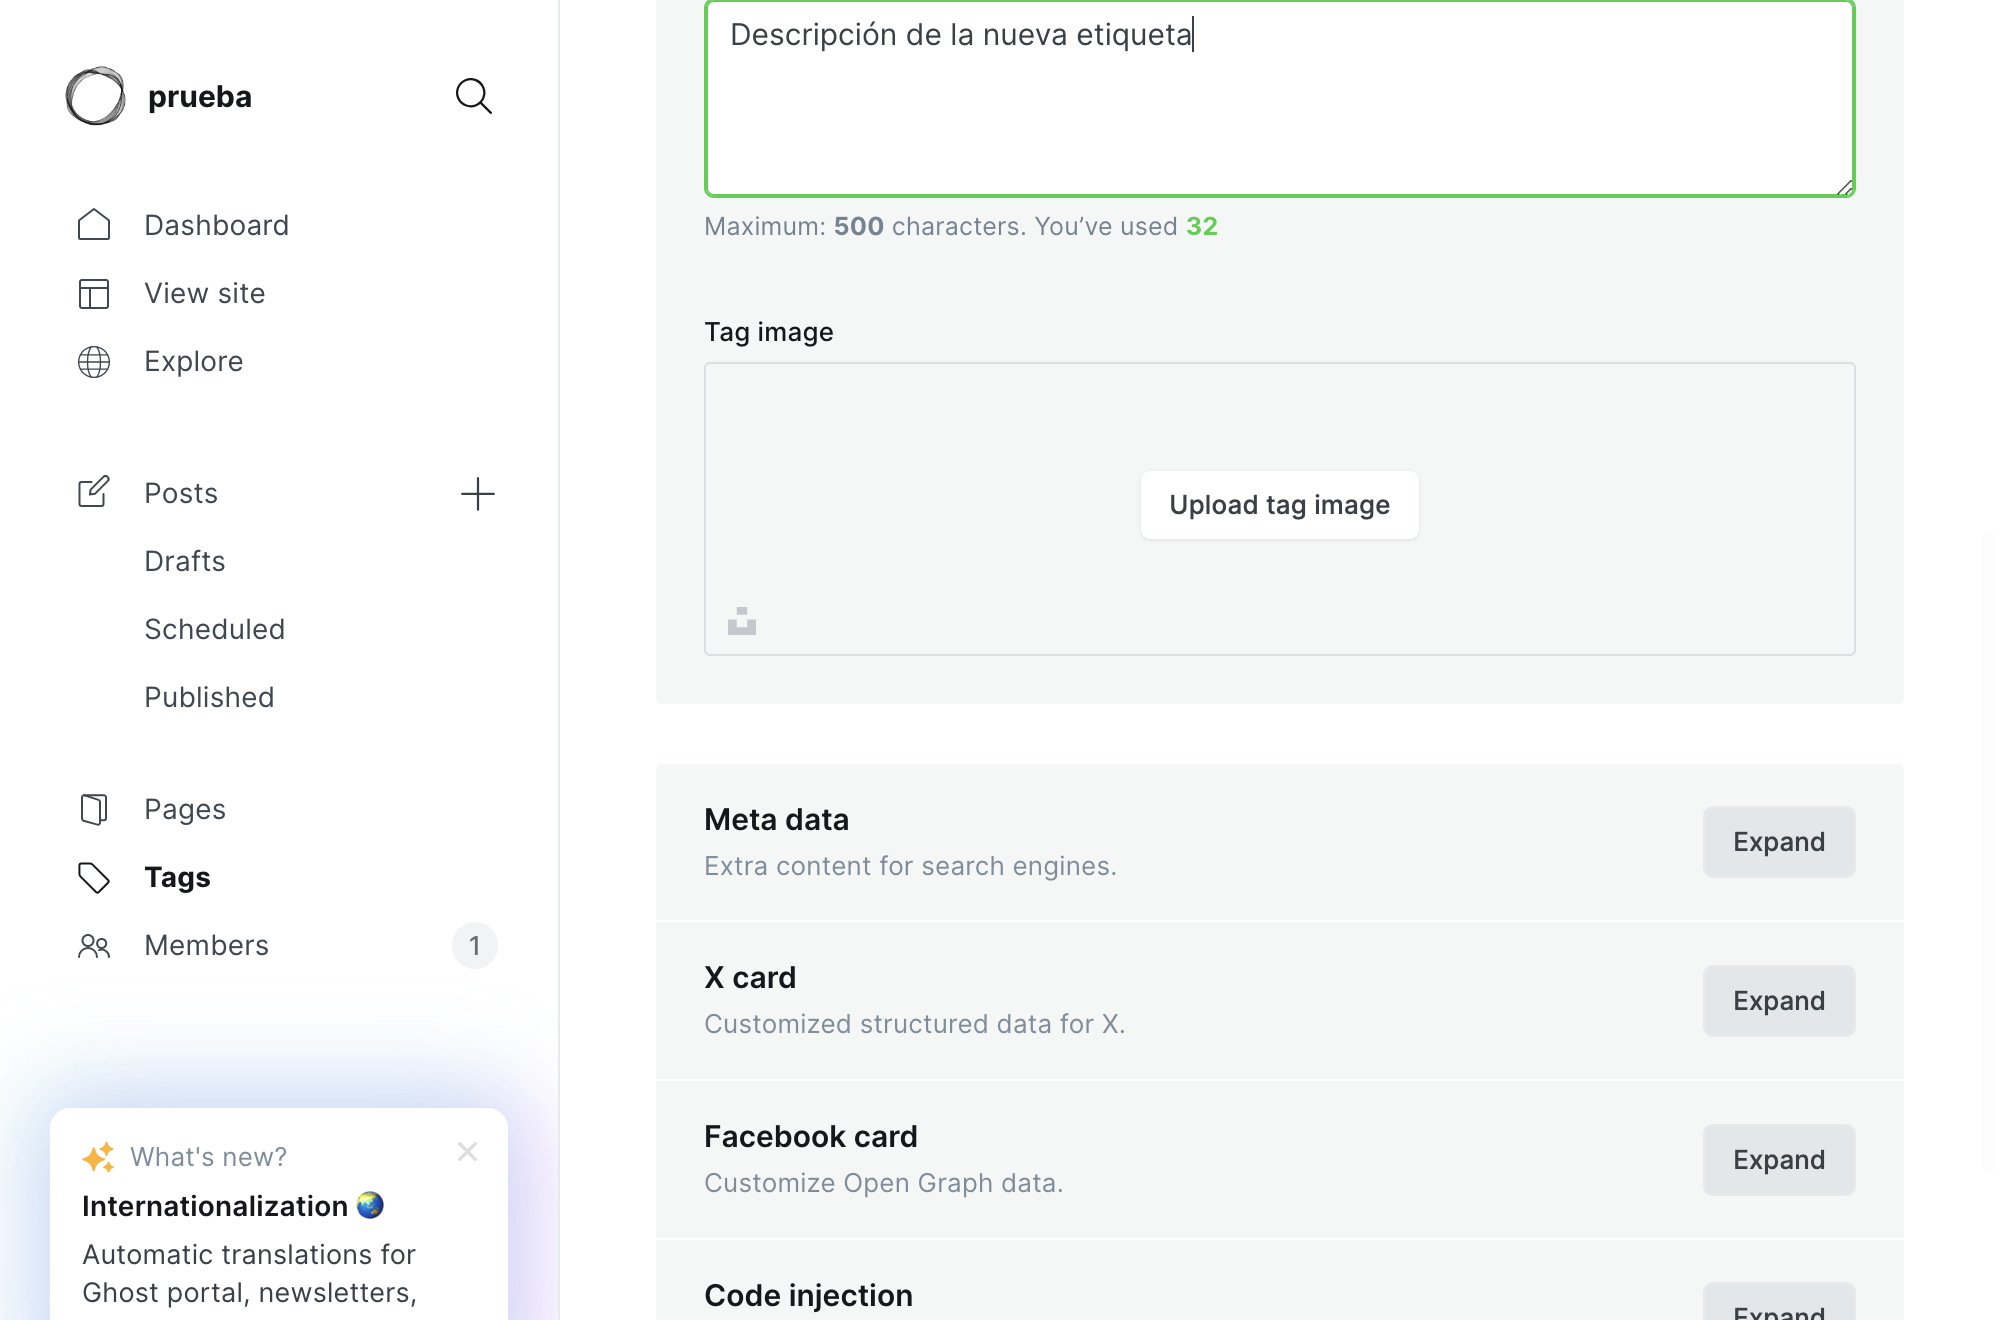 prueba
Dashboard
View site
Explore
Posts
Drafts
Scheduled
Published
Pages
Tags
Members
1
What's new?
Internationalization
Automatic translations for
Ghost portal, newsletters,
Descripción de la nueva etiqueta
Maximum: 500 characters. You’ve used 32
Tag image
Upload tag image
Meta data
Extra content for search engines.
Expand
X card
Customized structured data for X.
Expand
Facebook card
Customize Open Graph data.
Expand
Code injection
Expand